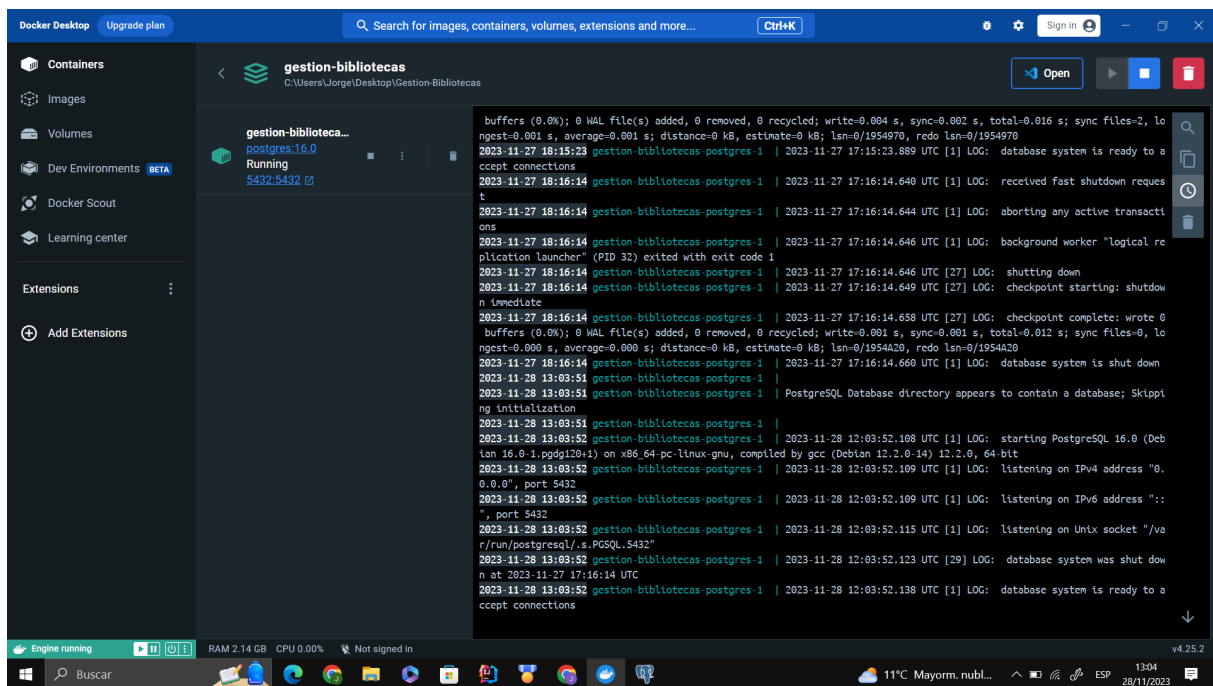 Docker Desktop Upgrade plan Search for images, containers, volumes, extensions and more... Ctrl+K Sign in
Containers
Images
Volumes
Dev Environments BETA
Docker Scout
Learning center
Extensions
Add Extensions
gestion-bibliotecas
C:\Users\Jorge\Desktop\Gestion-Bibliotecas
Open
gestion-biblioteca...
postgres:16.0
Running
5432:5432
buffers (0.0%); 0 WAL file(s) added, 0 removed, 0 recycled; write=0.004 s, sync=0.002 s, total=0.016 s; sync files=2, lo
ngest=0.001 s, average=0.001 s; distance=0 kB, estimate=0 kB; lsn=0/1954970, redo lsn=0/1954970
2023-11-27 18:15:23 gestion-bibliotecas-postgres-1 | 2023-11-27 17:15:23.889 UTC [1] LOG: database system is ready to a
ccept connections
2023-11-27 18:16:14 gestion-bibliotecas-postgres-1 | 2023-11-27 17:16:14.640 UTC [1] LOG: received fast shutdown reques
t
2023-11-27 18:16:14 gestion-bibliotecas-postgres-1 | 2023-11-27 17:16:14.644 UTC [1] LOG: aborting any active transacti
ons
2023-11-27 18:16:14 gestion-bibliotecas-postgres-1 | 2023-11-27 17:16:14.646 UTC [1] LOG: background worker "logical re
plication launcher" (PID 32) exited with exit code 1
2023-11-27 18:16:14 gestion-bibliotecas-postgres-1 | 2023-11-27 17:16:14.646 UTC [27] LOG: shutting down
2023-11-27 18:16:14 gestion-bibliotecas-postgres-1 | 2023-11-27 17:16:14.649 UTC [27] LOG: checkpoint starting: shutdow
n immediate
2023-11-27 18:16:14 gestion-bibliotecas-postgres-1 | 2023-11-27 17:16:14.658 UTC [27] LOG: checkpoint complete: wrote 0
buffers (0.0%); 0 WAL file(s) added, 0 removed, 0 recycled; write=0.001 s, sync=0.001 s, total=0.012 s; sync files=0, lo
ngest=0.000 s, average=0.000 s; distance=0 kB, estimate=0 kB; lsn=0/1954A20, redo lsn=0/1954A20
2023-11-27 18:16:14 gestion-bibliotecas-postgres-1 | 2023-11-27 17:16:14.660 UTC [1] LOG: database system is shut down
2023-11-28 13:03:51 gestion-bibliotecas-postgres-1 |
2023-11-28 13:03:51 gestion-bibliotecas-postgres-1 | PostgreSQL Database directory appears to contain a database; Skippi
ng initialization
2023-11-28 13:03:51 gestion-bibliotecas-postgres-1 |
2023-11-28 13:03:52 gestion-bibliotecas-postgres-1 | 2023-11-28 12:03:52.108 UTC [1] LOG: starting PostgreSQL 16.0 (Deb
ian 16.0-1.pgdg120+1) on x86_64-pc-linux-gnu, compiled by gcc (Debian 12.2.0-14) 12.2.0, 64-bit
2023-11-28 13:03:52 gestion-bibliotecas-postgres-1 | 2023-11-28 12:03:52.109 UTC [1] LOG: listening on IPv4 address "0.
0.0.0", port 5432
2023-11-28 13:03:52 gestion-bibliotecas-postgres-1 | 2023-11-28 12:03:52.109 UTC [1] LOG: listening on IPv6 address "::
", port 5432
2023-11-28 13:03:52 gestion-bibliotecas-postgres-1 | 2023-11-28 12:03:52.115 UTC [1] LOG: listening on Unix socket "/va
r/run/postgresql/.s.PGSQL.5432"
2023-11-28 13:03:52 gestion-bibliotecas-postgres-1 | 2023-11-28 12:03:52.123 UTC [29] LOG: database system was shut dow
n at 2023-11-27 17:16:14 UTC
2023-11-28 13:03:52 gestion-bibliotecas-postgres-1 | 2023-11-28 12:03:52.138 UTC [1] LOG: database system is ready to a
ccept connections
Engine running RAM 2.14 GB CPU 0.00% Not signed in v4.25.2
Buscar 11°C Mayorm. nubl... ESP 13:04
28/11/2023